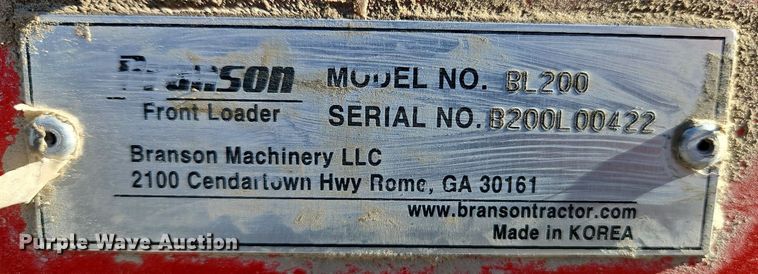 Branson
Front Loader
MODEL NO. BL200
SERIAL NO. B200L00422
Branson Machinery LLC
2100 Cendartown Hwy Rome, GA 30161
www.bransontractor.com
Made in KOREA
Purple Wave Auction